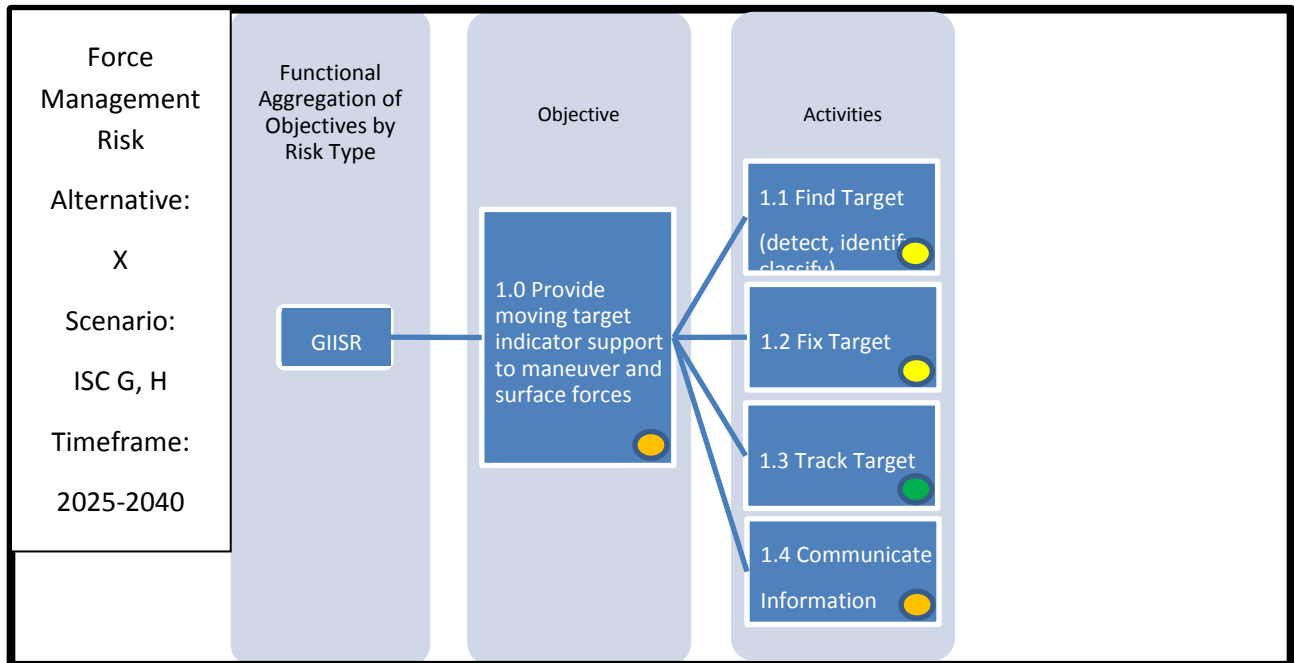 Force
Management
Risk
Alternative:
X
Scenario:
ISC G, H
Timeframe:
2025-2040
Functional
Aggregation of
Objectives by
Risk Type
GIISR
Objective
1.0 Provide
moving target
indicator support
to maneuver and
surface forces
Activities
1.1 Find Target
(detect, identify
classify)
1.2 Fix Target
1.3 Track Target
1.4 Communicate
Information